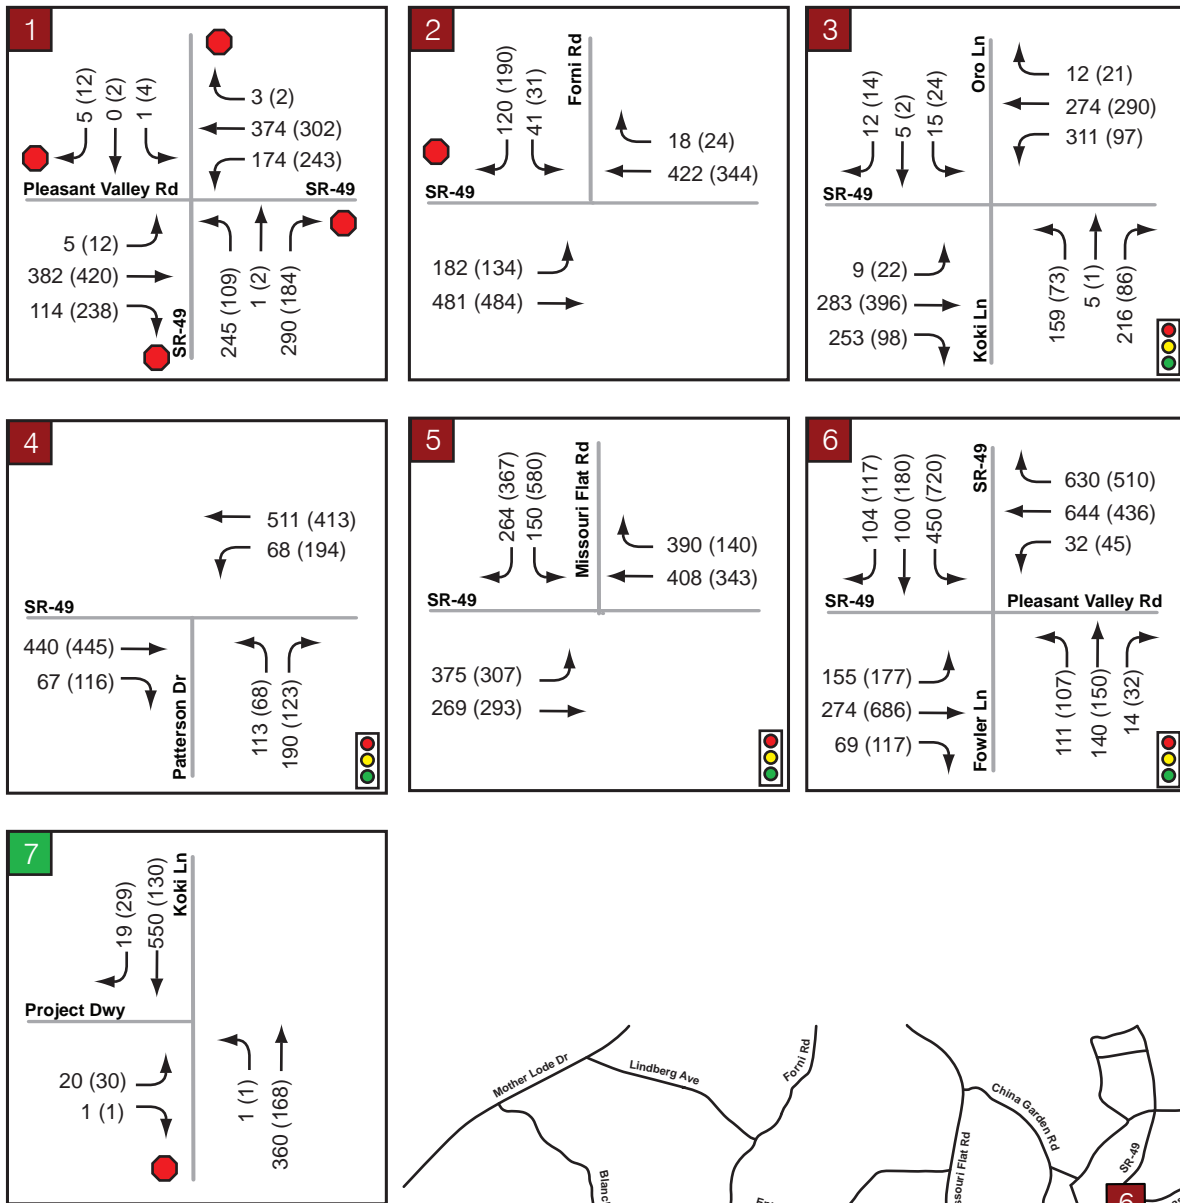 1
5 (12)
0 (2)
1 (4)
3 (2)
374 (302)
174 (243)
Pleasant Valley Rd
SR-49
5 (12)
382 (420)
114 (238)
SR-49
245 (109)
1 (2)
290 (184)
2
120 (190)
41 (31)
Forni Rd
18 (24)
422 (344)
SR-49
182 (134)
481 (484)
3
12 (14)
5 (2)
15 (24)
Oro Ln
12 (21)
274 (290)
311 (97)
SR-49
9 (22)
283 (396)
253 (98)
Koki Ln
159 (73)
5 (1)
216 (86)
4
511 (413)
68 (194)
SR-49
440 (445)
67 (116)
Patterson Dr
113 (68)
190 (123)
5
264 (367)
150 (580)
Missouri Flat Rd
390 (140)
408 (343)
SR-49
375 (307)
269 (293)
6
104 (117)
100 (180)
450 (720)
SR-49
630 (510)
644 (436)
32 (45)
SR-49
Pleasant Valley Rd
155 (177)
274 (686)
69 (117)
Fowler Ln
111 (107)
140 (150)
14 (32)
7
19 (29)
550 (130)
Koki Ln
Project Dwy
20 (30)
1 (1)
1 (1)
360 (168)
Mother Lode Dr
Lindberg Ave
Forni Rd
China Garden Rd
Flat Rd
SR-49
6